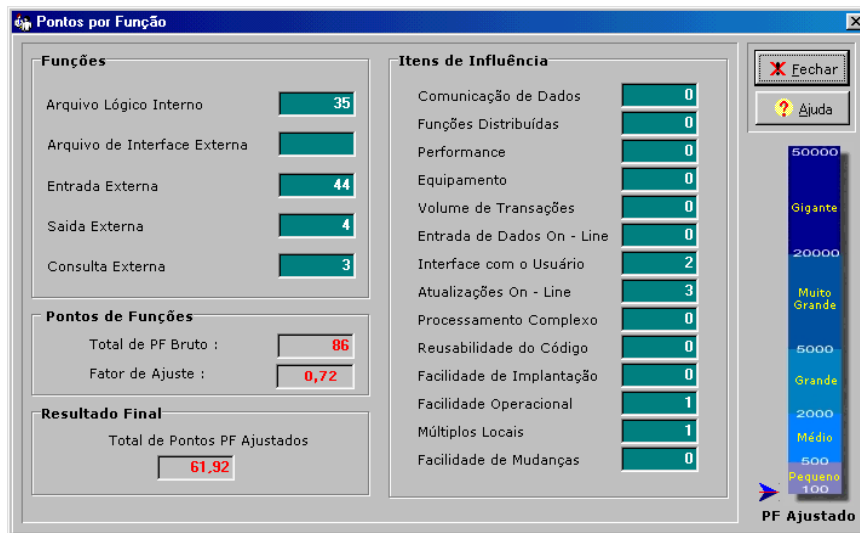 Pontos por Função
Funções
Arquivo Lógico Interno 35
Arquivo de Interface Externa
Entrada Externa 44
Saida Externa 4
Consulta Externa 3
Pontos de Funções
Total de PF Bruto : 86
Fator de Ajuste : 0,72
Resultado Final
Total de Pontos PF Ajustados
61,92
Itens de Influência
Comunicação de Dados 0
Funções Distribuídas 0
Performance 0
Equipamento 0
Volume de Transações 0
Entrada de Dados On - Line 0
Interface com o Usuário 2
Atualizações On - Line 3
Processamento Complexo 0
Reusabilidade do Código 0
Facilidade de Implantação 0
Facilidade Operacional 1
Múltiplos Locais 1
Facilidade de Mudanças 0
Fechar
Ajuda
50000
Gigante
20000
Muito
Grande
5000
Grande
2000
Médio
500
Pequeno
100
PF Ajustado